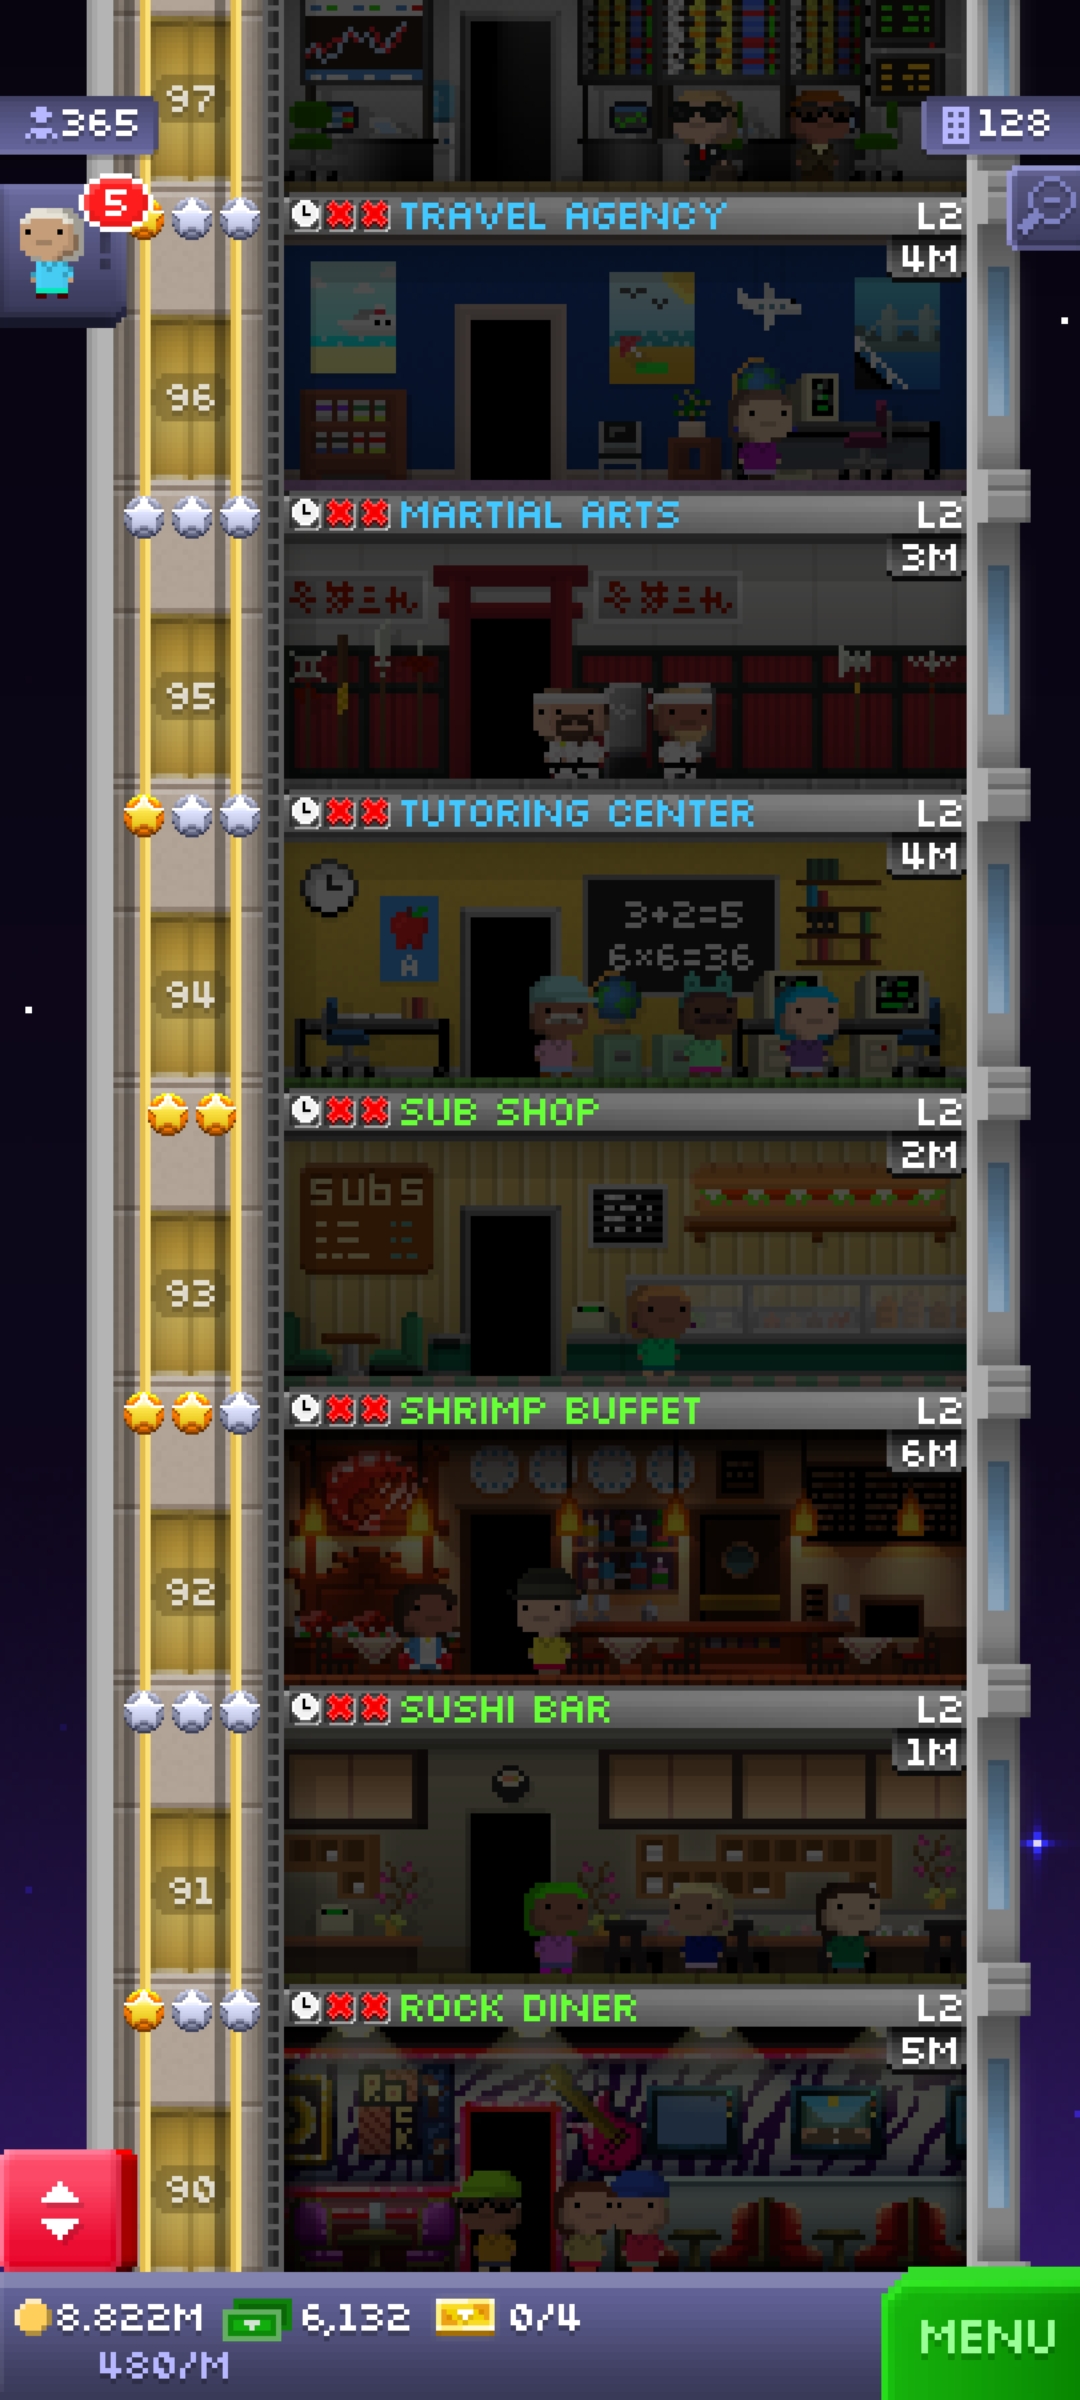 97
365
128
5
TRAVEL AGENCY L2
4M
96
MARTIAL ARTS L2
3M
95
TUTORING CENTER L2
4M
3+2=5
6x6=36
A
94
SUB SHOP L2
2M
SUBS
93
SHRIMP BUFFET L2
6M
92
SUSHI BAR L2
1M
91
ROCK DINER L2
5M
ROCK
90
8.822M 6,132 0/4
480/M
MENU